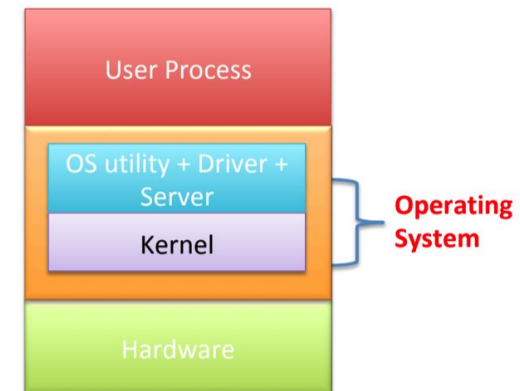 User Process
OS utility + Driver +
Server
Kernel
Operating
System
Hardware